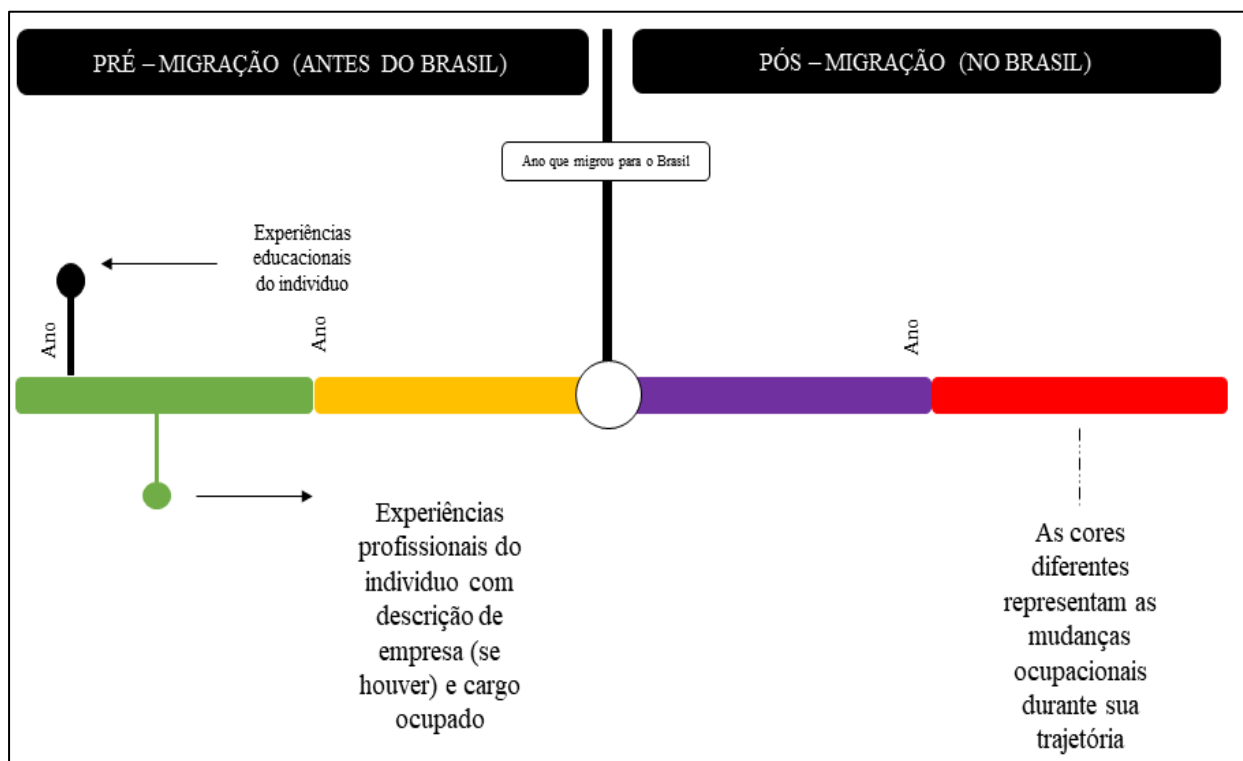 PRÉ – MIGRAÇÃO (ANTES DO BRASIL)
PÓS – MIGRAÇÃO (NO BRASIL)
Ano que migrou para o Brasil
Experiências
educacionais
do individuo
Ano
Ano
Ano
Experiências
profissionais do
individuo com
descrição de
empresa (se
houver) e cargo
ocupado
As cores
diferentes
representam as
mudanças
ocupacionais
durante sua
trajetória